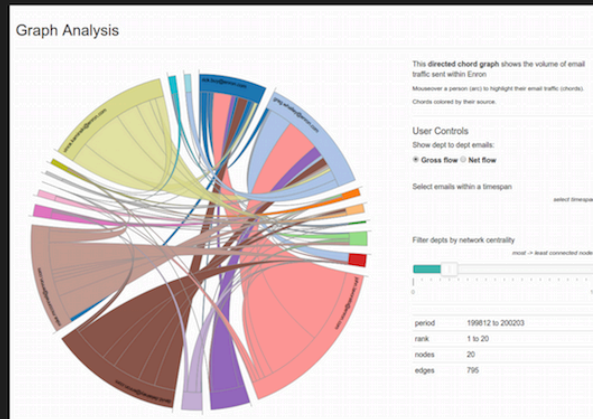 Graph Analysis
This directed chord graph shows the volume of email
traffic sent within Enron
Mouseover a person (arc) to highlight their email traffic (chords).
Chords colored by their source.
User Controls
Show dept to dept emails:
Gross flow Net flow
Select emails within a timespan
select timespan
Filter depts by network centrality
most -> least connected node
0
period 199812 to 200203
rank 1 to 20
nodes 20
edges 795